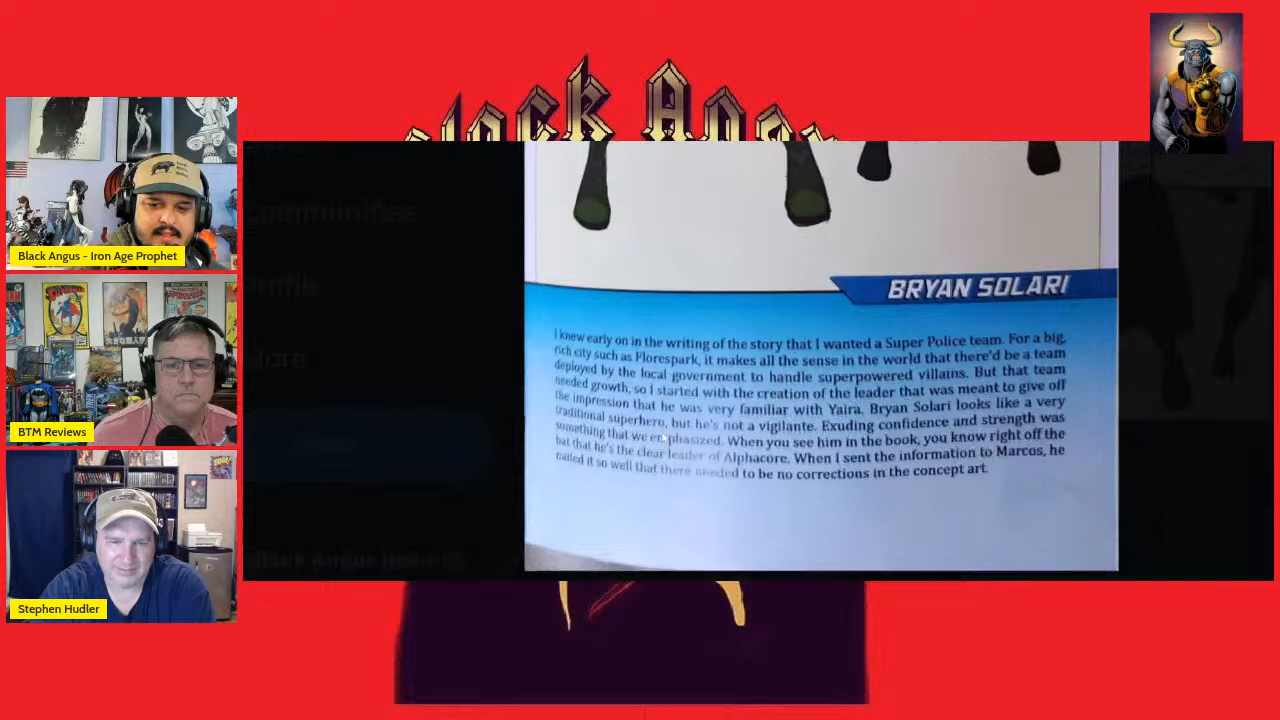 Black Angus
Communities
Profile
More
BRYAN SOLARI
I knew early on in the writing of the story that I wanted a Super Police team. For a big,
rich city such as Florespark, it makes all the sense in the world that there'd be a team
deployed by the local government to handle superpowered villains. But that team
needed growth, so I started with the creation of the leader that was meant to give off
the impression that he was very familiar with Yaira. Bryan Solari looks like a very
traditional superhero, but he's not a vigilante. Exuding confidence and strength was
something that we emphasized. When you see him in the book, you know right off the
bat that he's the clear leader of Alphacore. When I sent the information to Marcos, he
nailed it so well that there needed to be no corrections in the concept art.
Black Angus
Black Angus - Iron Age Prophet
BTM Reviews
Stephen Hudler